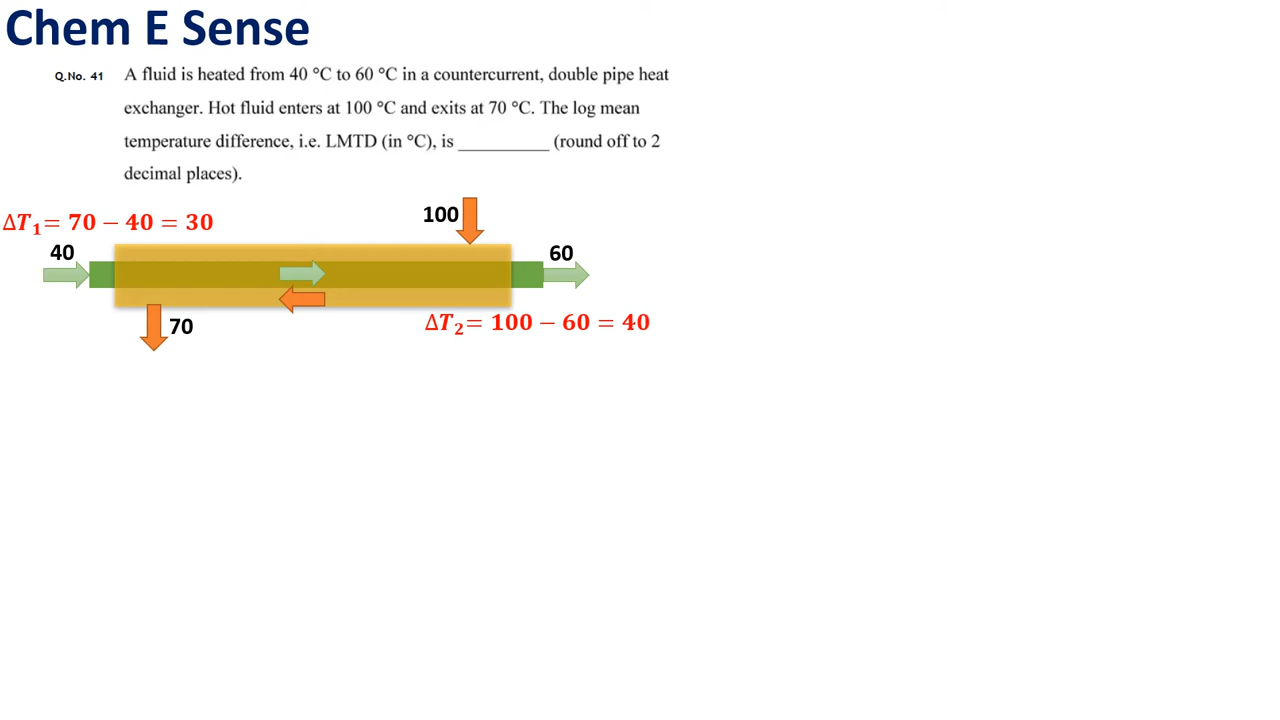 Chem E Sense
Q.No. 41 A fluid is heated from 40 °C to 60 °C in a countercurrent, double pipe heat
exchanger. Hot fluid enters at 100 °C and exits at 70 °C. The log mean
temperature difference, i.e. LMTD (in °C), is __________ (round off to 2
decimal places).
ΔT₁= 70 − 40 = 30
100
40
60
70
ΔT₂= 100 − 60 = 40